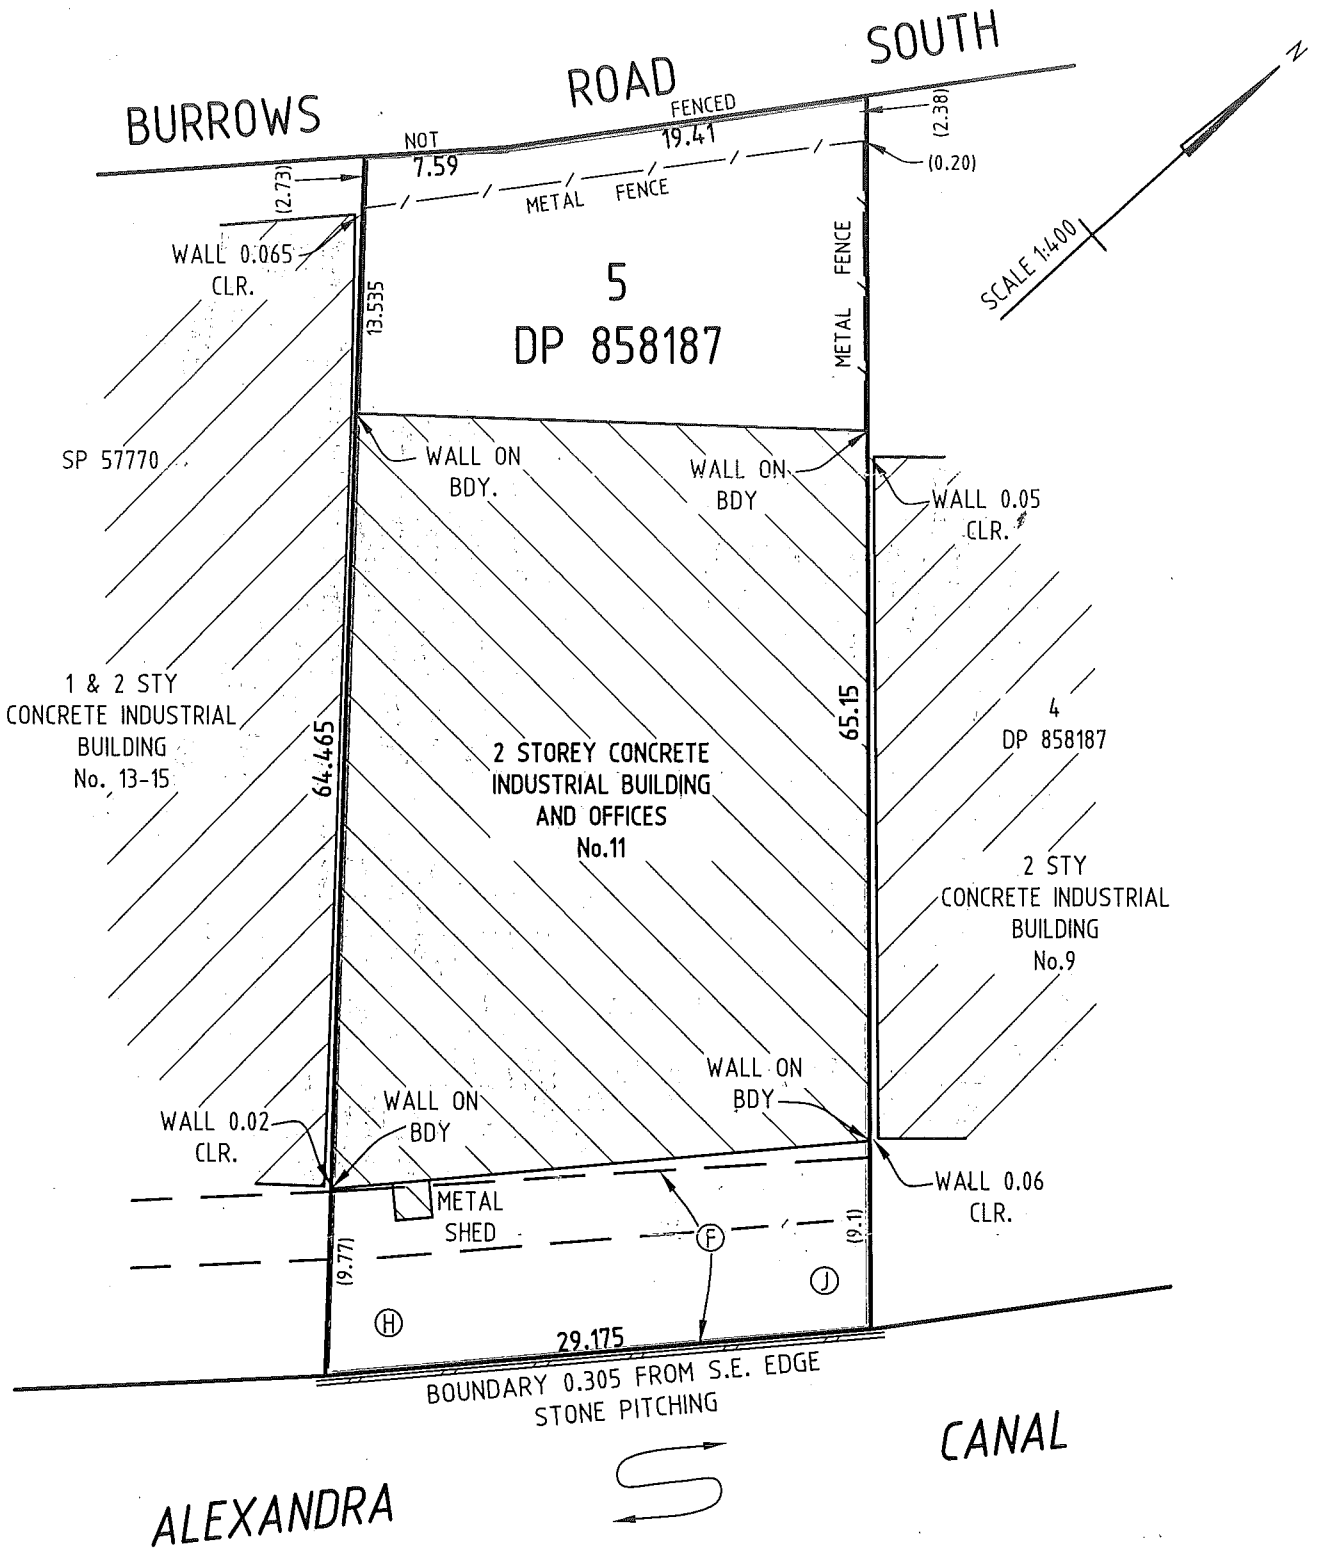 BURROWS ROAD SOUTH
N
SCALE 1:400
NOT FENCED
7.59
19.41
(2.73)
(2.38)
(0.20)
METAL FENCE
METAL FENCE
WALL 0.065
CLR.
13.535
5
DP 858187
SP 57770
WALL ON
BDY.
WALL ON
BDY
WALL 0.05
CLR.
1 & 2 STY
CONCRETE INDUSTRIAL
BUILDING
No. 13-15
64.465
2 STOREY CONCRETE
INDUSTRIAL BUILDING
AND OFFICES
No.11
65.15
4
DP 858187
2 STY
CONCRETE INDUSTRIAL
BUILDING
No.9
WALL 0.02
CLR.
WALL ON
BDY
WALL ON
BDY
WALL 0.06
CLR.
METAL
SHED
(9.77)
(9.1)
F
H
J
29.175
BOUNDARY 0.305 FROM S.E. EDGE
STONE PITCHING
ALEXANDRA CANAL